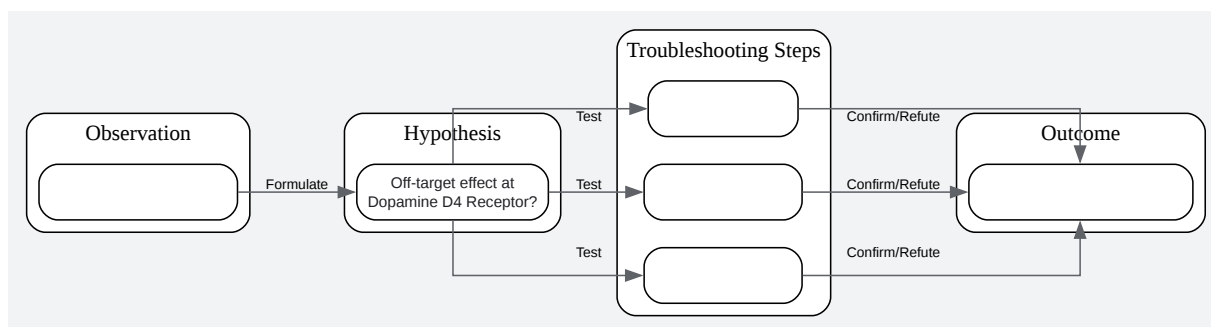 Troubleshooting Steps
Observation
Hypothesis
Outcome
Formulate
Off-target effect at
Dopamine D4 Receptor?
Test
Test
Test
Confirm/Refute
Confirm/Refute
Confirm/Refute